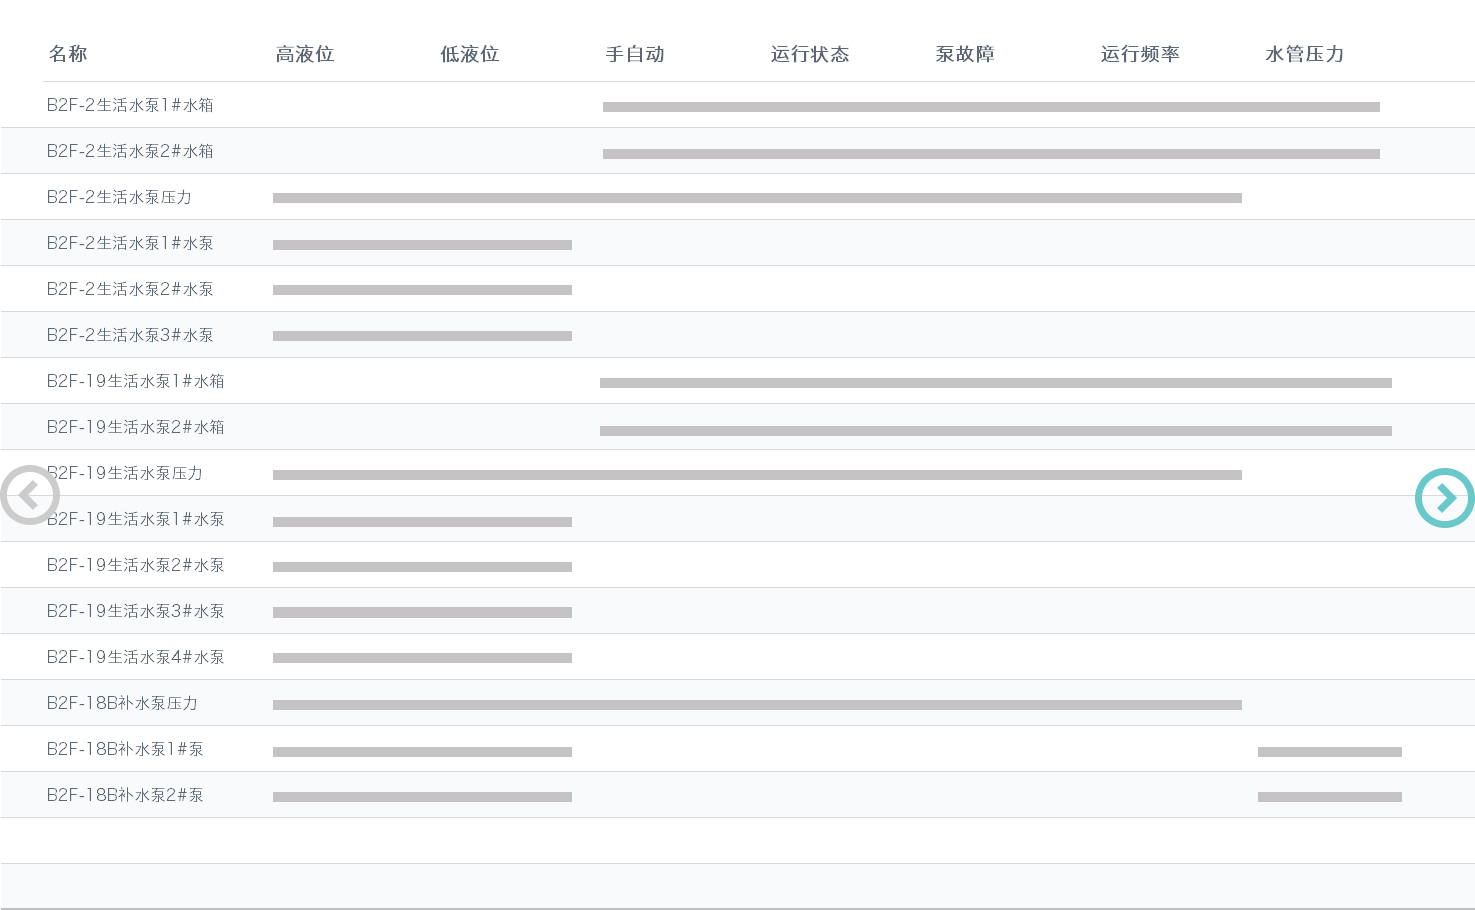 名称 高液位 低液位 手自动 运行状态 泵故障 运行频率 水管压力
B2F-2生活水泵1#水箱
B2F-2生活水泵2#水箱
B2F-2生活水泵压力
B2F-2生活水泵1#水泵
B2F-2生活水泵2#水泵
B2F-2生活水泵3#水泵
B2F-19生活水泵1#水箱
B2F-19生活水泵2#水箱
B2F-19生活水泵压力
B2F-19生活水泵1#水泵
B2F-19生活水泵2#水泵
B2F-19生活水泵3#水泵
B2F-19生活水泵4#水泵
B2F-18B补水泵压力
B2F-18B补水泵1#泵
B2F-18B补水泵2#泵